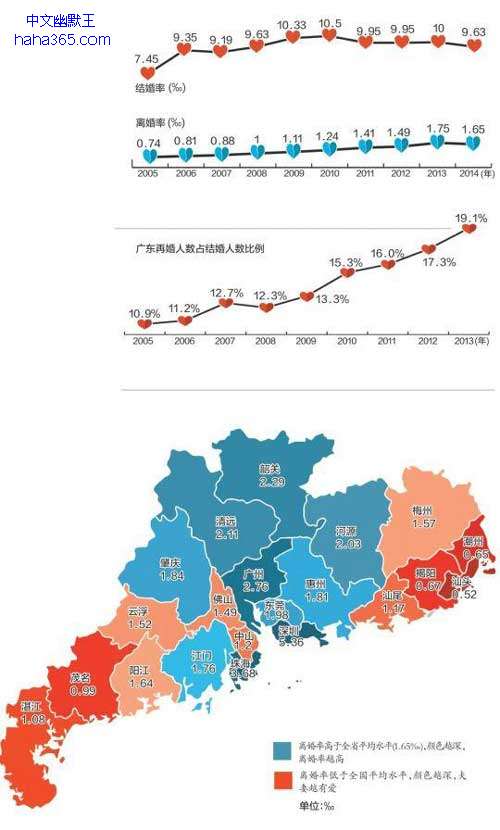 中文幽默王
haha365.com
7.45 9.35 9.19 9.63 10.33 10.5 9.95 9.95 10 9.63
结婚率(‰)
离婚率(‰)
0.74 0.81 0.88 1 1.11 1.24 1.41 1.49 1.75 1.65
2005 2006 2007 2008 2009 2010 2011 2012 2013 2014(年)
广东再婚人数占结婚人数比例
10.9% 11.2% 12.7% 12.3% 13.3% 15.3% 16.0% 17.3% 19.1%
2005 2006 2007 2008 2009 2010 2011 2012 2013(年)
韶关
2.29
清远
2.11
河源
2.03
梅州
1.57
潮州
0.65
肇庆
1.84
广州
2.76
惠州
1.81
揭阳
0.67
汕头
0.52
佛山
1.49
东莞
1.98
汕尾
1.17
云浮
1.52
中山
1.2
深圳
5.36
江门
1.76
珠海
3.68
茂名
0.99
阳江
1.64
湛江
1.08
离婚率高于全省平均水平(1.65‰),颜色越深,
离婚率越高
离婚率低于全国平均水平,颜色越深,夫
妻越有爱
单位:‰